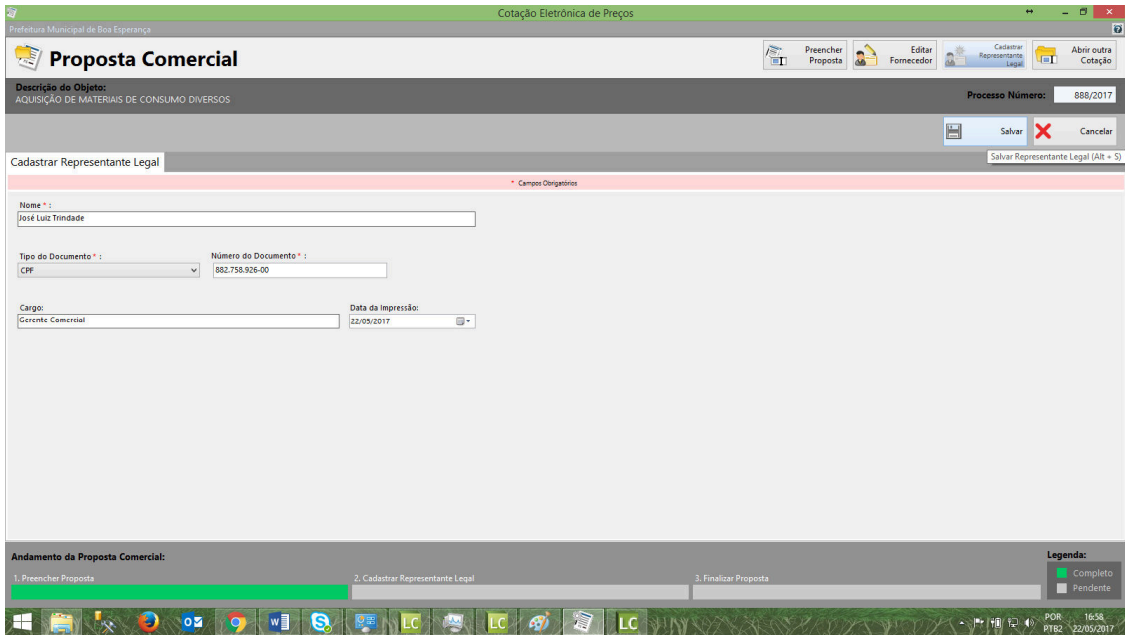 Cotação Eletrônica de Preços
Prefeitura Municipal de Boa Esperança
Proposta Comercial
Preencher Proposta
Editar Fornecedor
Cadastrar Representante Legal
Abrir outra Cotação
Descrição do Objeto:
AQUISIÇÃO DE MATERIAIS DE CONSUMO DIVERSOS
Processo Número: 888/2017
Salvar
Cancelar
Salvar Representante Legal (Alt + S)
Cadastrar Representante Legal
* Campos Obrigatórios
Nome * :
José Luiz Trindade
Tipo do Documento * : Número do Documento * :
CPF 882.758.926-00
Cargo: Data da Impressão:
Gerente Comercial 22/05/2017
Andamento da Proposta Comercial: Legenda:
1. Preencher Proposta 2. Cadastrar Representante Legal 3. Finalizar Proposta
Completo
Pendente
LC LC LC
POR 16:58
PTB2 22/05/2017